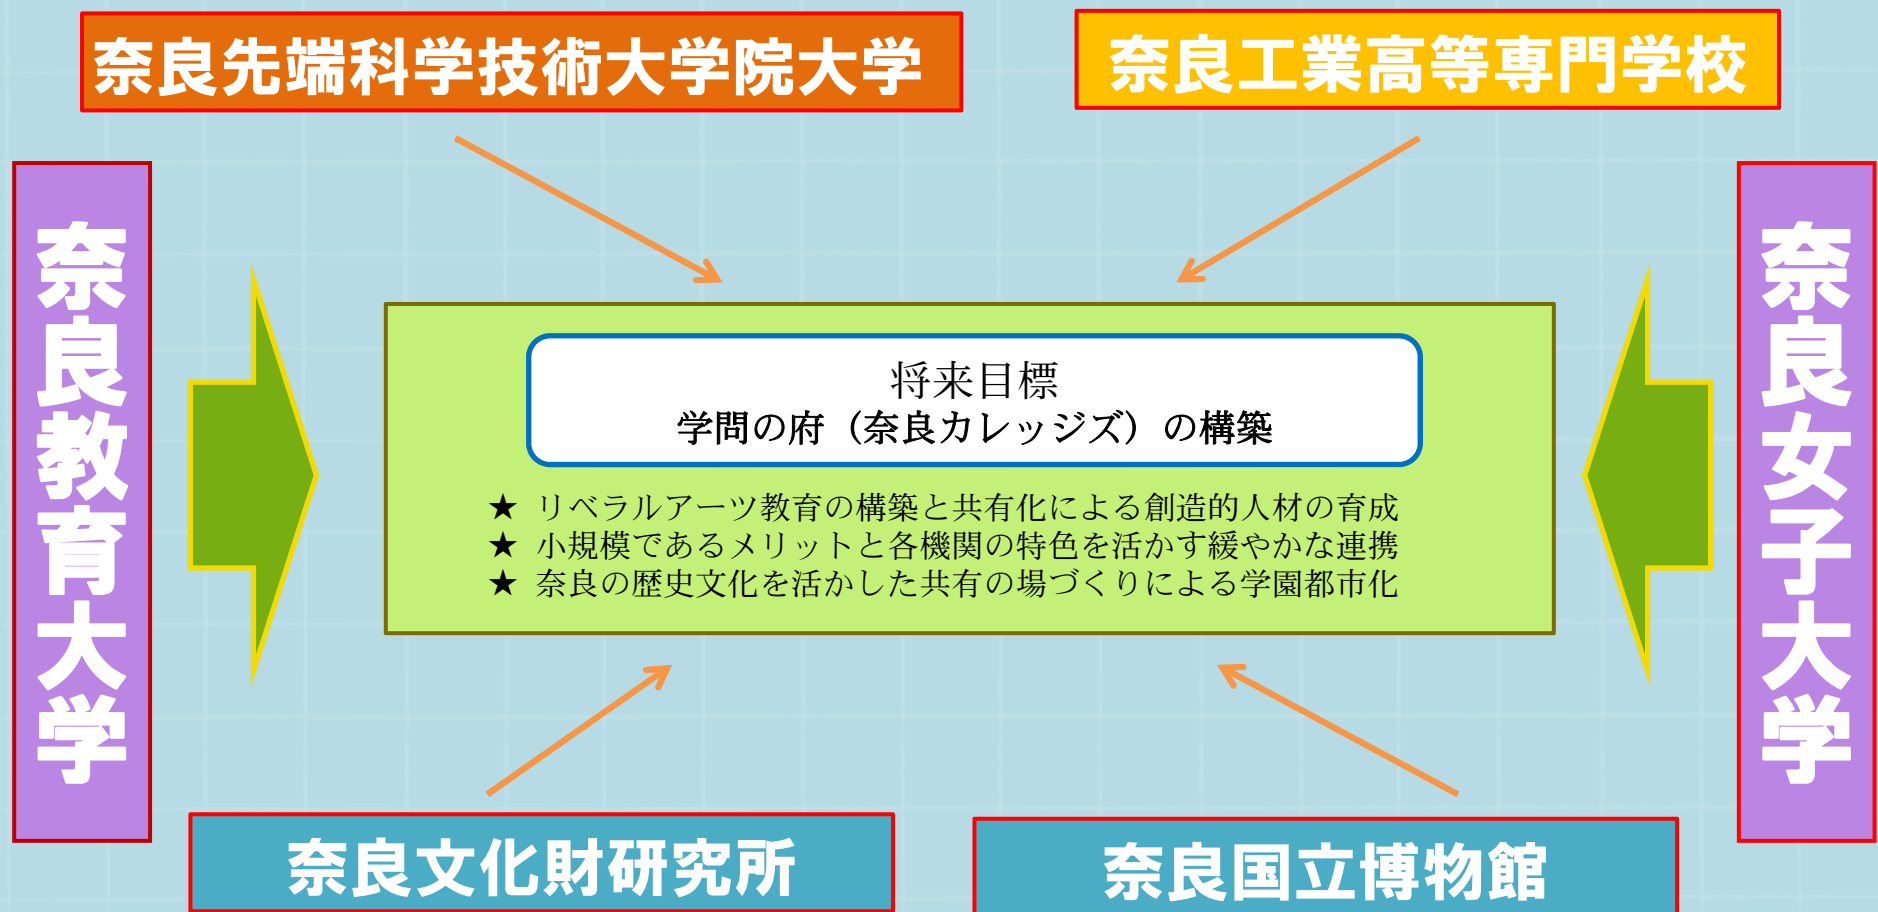 奈良先端科学技術大学院大学
奈良工業高等専門学校
奈良教育大学
将来目標
学問の府（奈良カレッジズ）の構築
★ リベラルアーツ教育の構築と共有化による創造的人材の育成
★ 小規模であるメリットと各機関の特色を活かす緩やかな連携
★ 奈良の歴史文化を活かした共有の場づくりによる学園都市化
奈良女子大学
奈良文化財研究所
奈良国立博物館